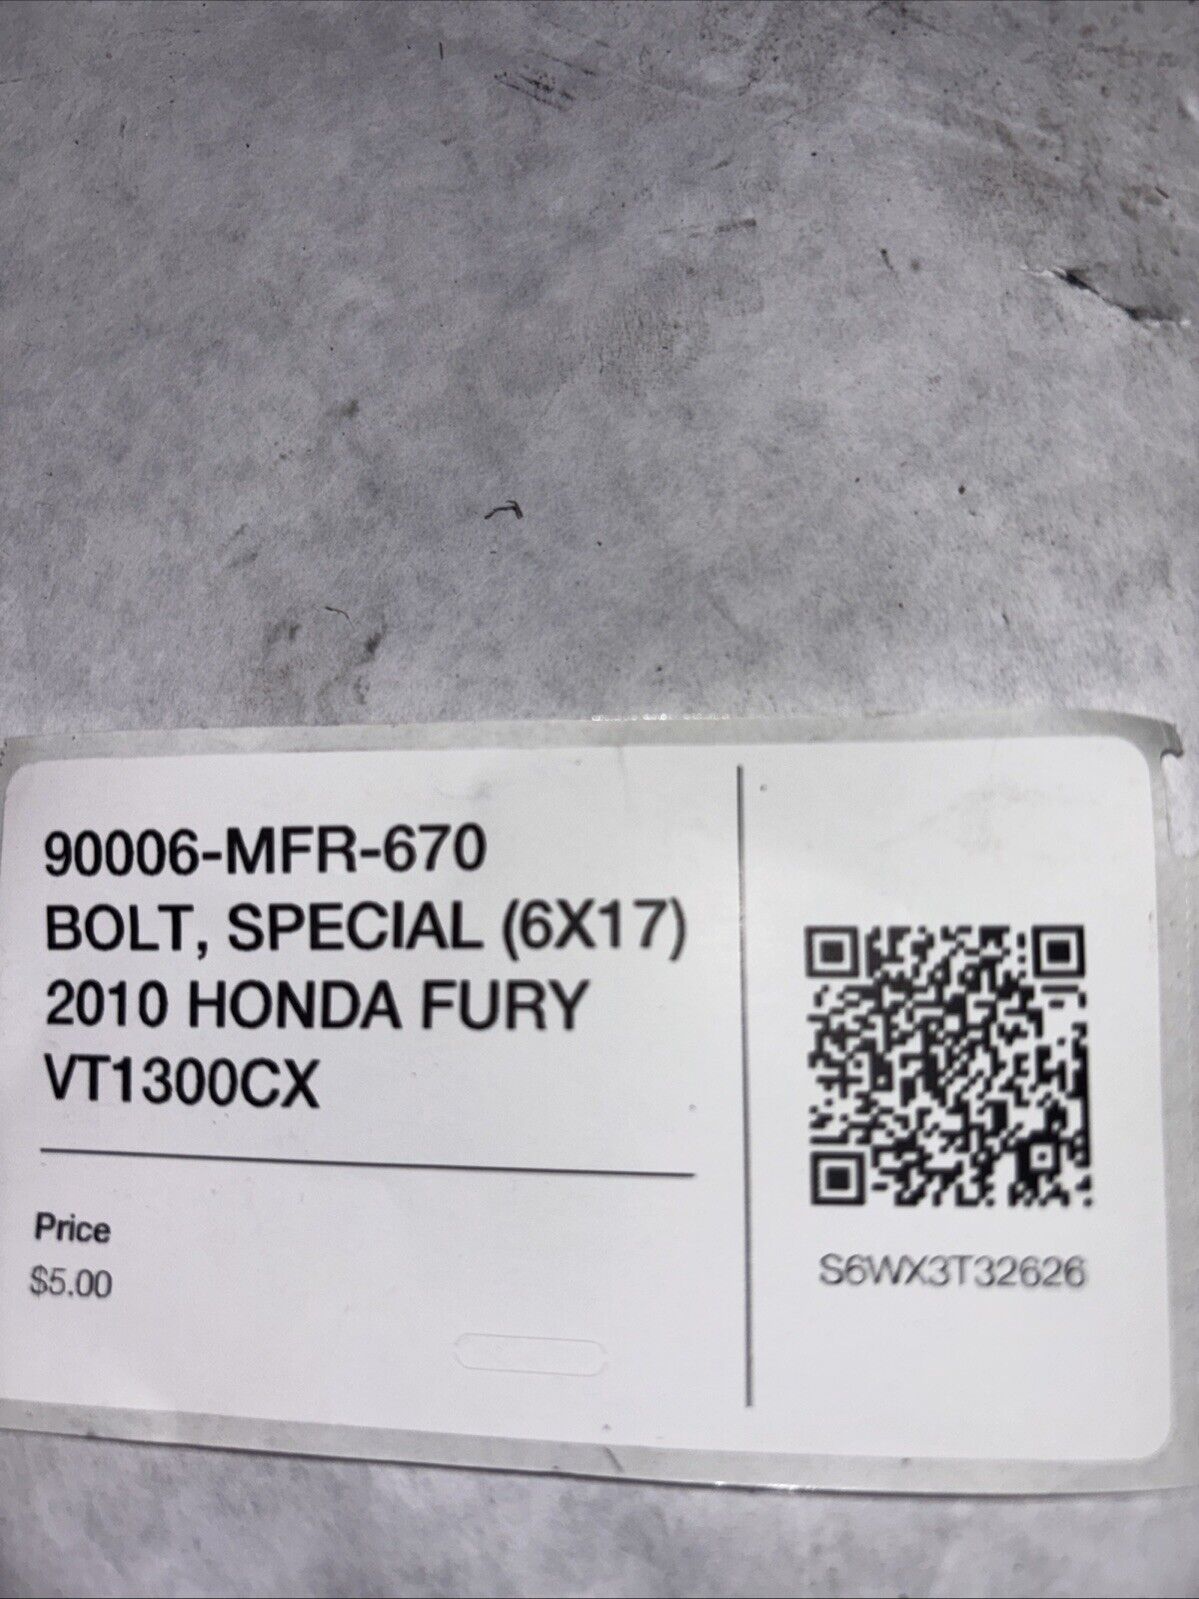 90006-MFR-670
BOLT, SPECIAL (6X17)
2010 HONDA FURY
VT1300CX
Price
$5.00
S6WX3T32626